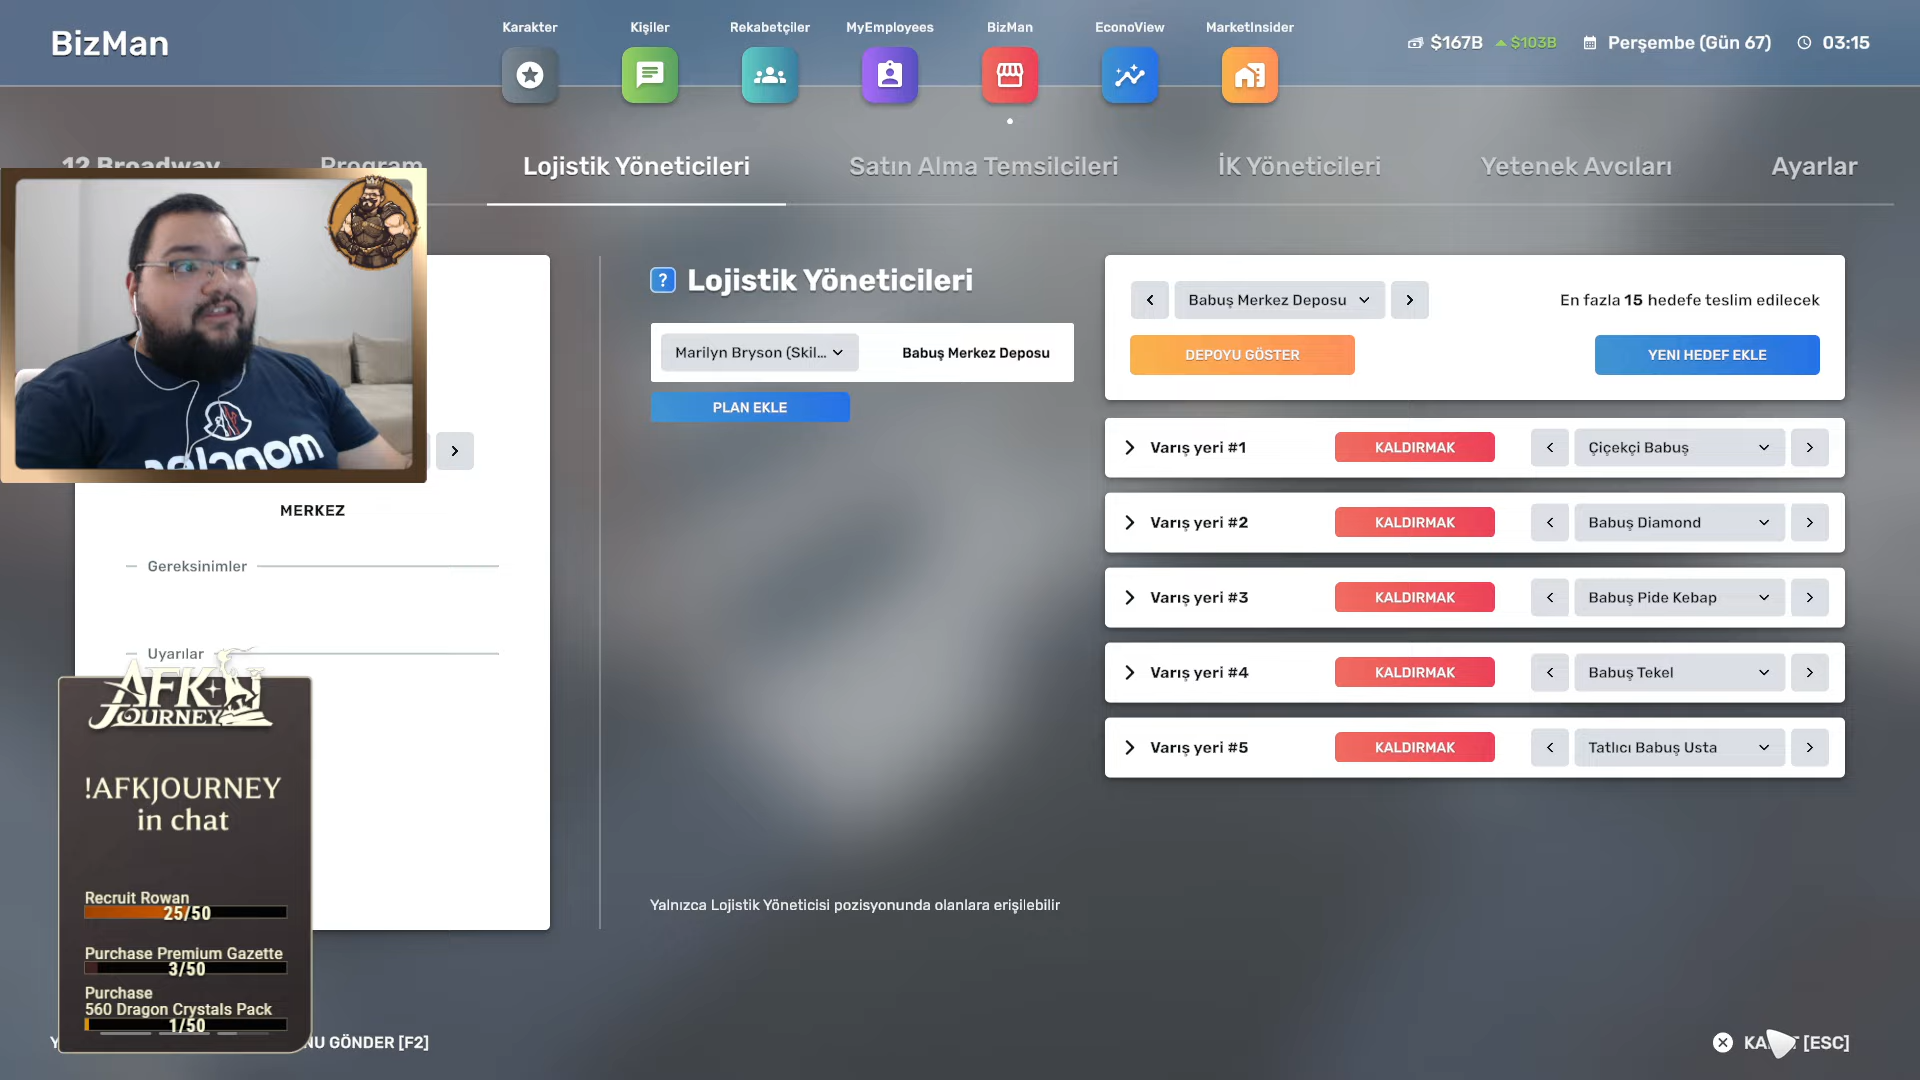 BizMan
Karakter
Kişiler
Rekabetçiler
MyEmployees
BizMan
EconoView
MarketInsider
$167B
$103B
Perşembe (Gün 67)
03:15
12 Broadway
Program
Lojistik Yöneticileri
Satın Alma Temsilcileri
İK Yöneticileri
Yetenek Avcıları
Ayarlar
MERKEZ
Gereksinimler
Uyarılar
? Lojistik Yöneticileri
Marilyn Bryson (Skil...
Babuş Merkez Deposu
PLAN EKLE
Yalnızca Lojistik Yöneticisi pozisyonunda olanlara erişilebilir
Babuş Merkez Deposu
En fazla 15 hedefe teslim edilecek
DEPOYU GÖSTER
YENI HEDEF EKLE
Varış yeri #1 KALDIRMAK Çiçekçi Babuş
Varış yeri #2 KALDIRMAK Babuş Diamond
Varış yeri #3 KALDIRMAK Babuş Pide Kebap
Varış yeri #4 KALDIRMAK Babuş Tekel
Varış yeri #5 KALDIRMAK Tatlıcı Babuş Usta
AFK
JOURNEY
!AFKJOURNEY
in chat
Recruit Rowan
25/50
Purchase Premium Gazette
3/50
Purchase
560 Dragon Crystals Pack
1/50
GÖNDER [F2]
[ESC]